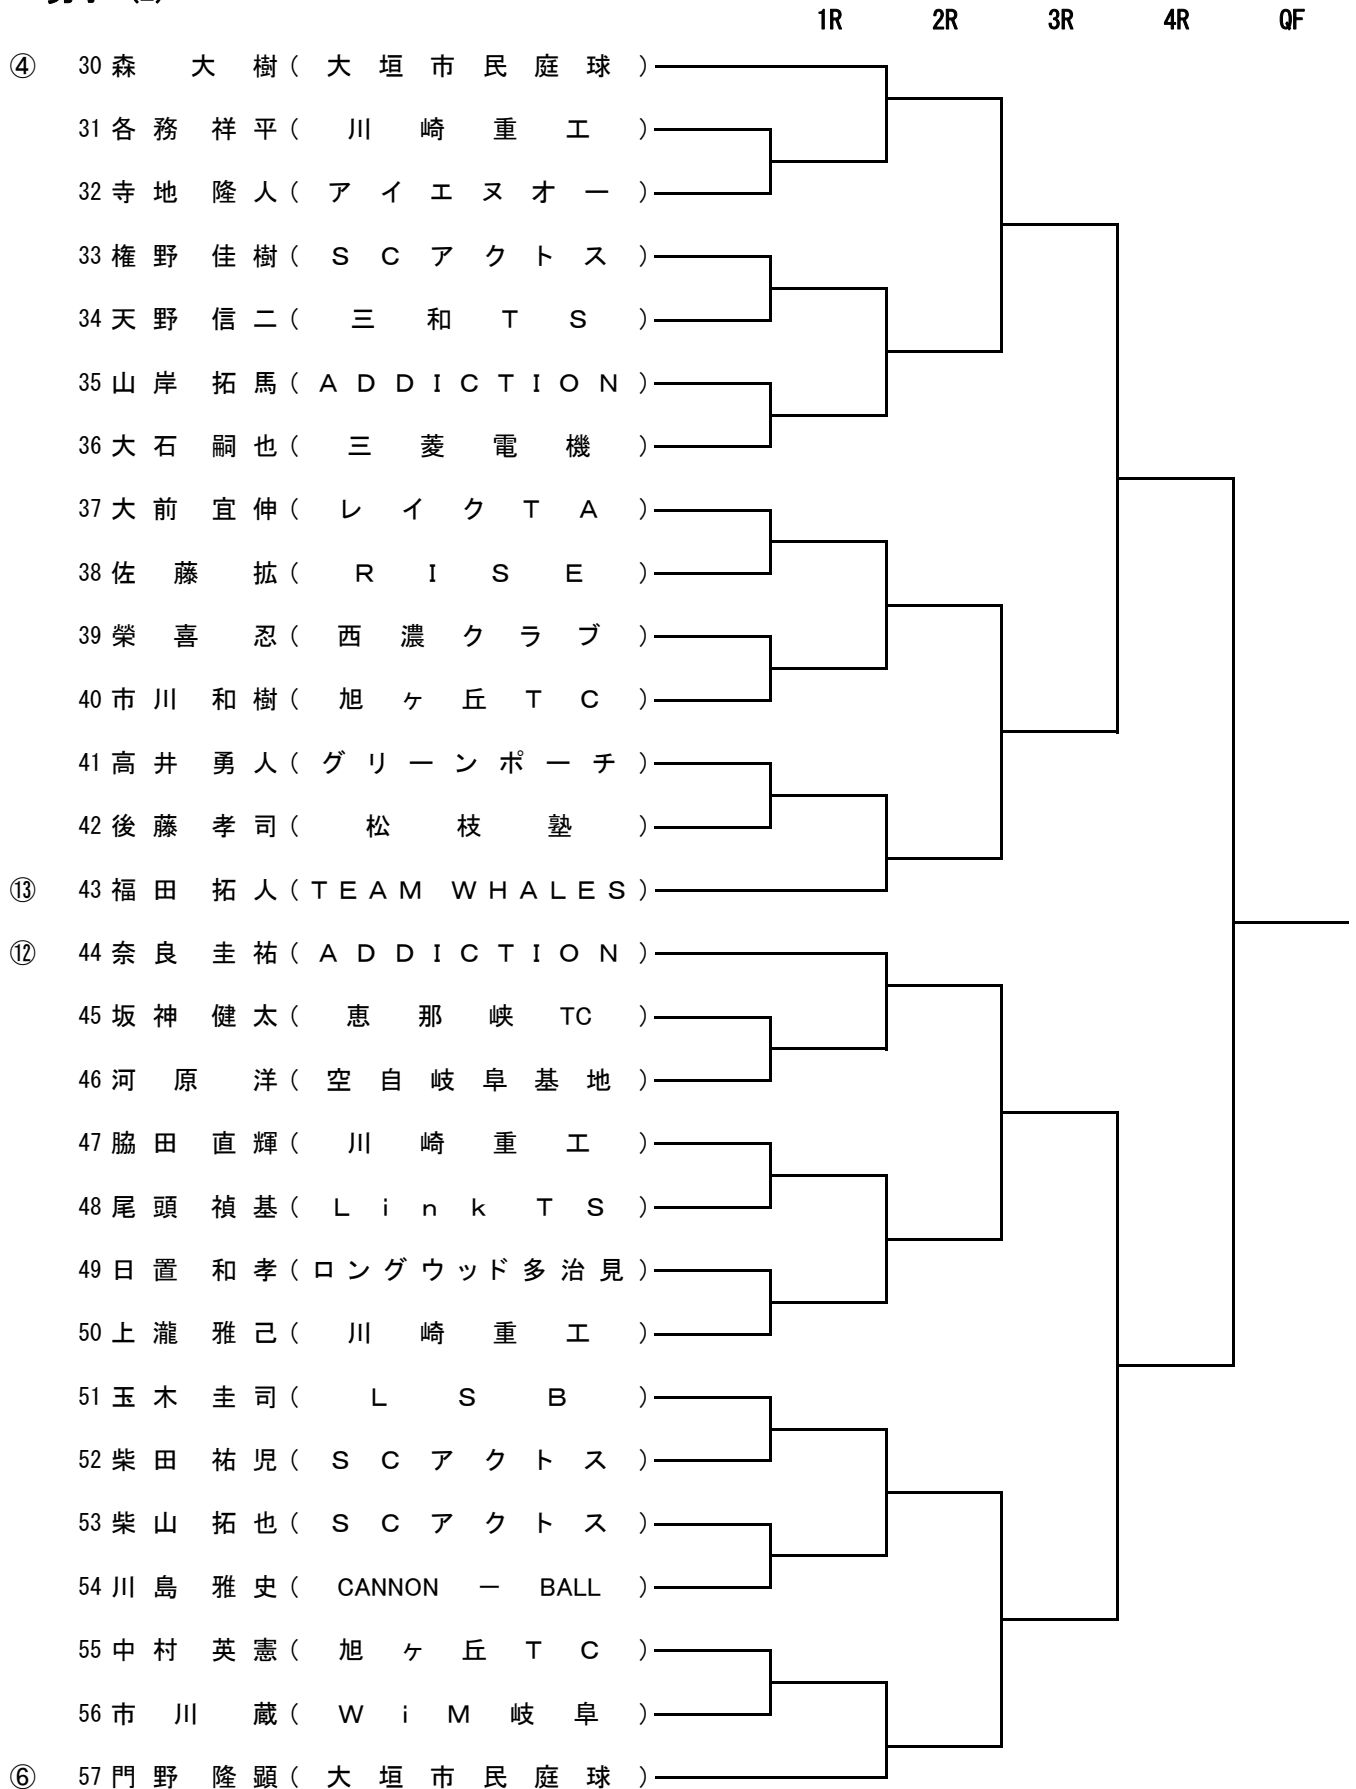 1R 2R 3R 4R QF
④ 30 森 大 樹 ( 大 垣 市 民 庭 球 )
31 各 務 祥 平 ( 川 崎 重 工 )
32 寺 地 隆 人 ( ア イ エ ヌ オ ー )
33 権 野 佳 樹 ( Ｓ Ｃ ア ク ト ス )
34 天 野 信 二 ( 三 和 Ｔ Ｓ )
35 山 岸 拓 馬 ( Ａ Ｄ Ｄ Ｉ Ｃ Ｔ Ｉ Ｏ Ｎ )
36 大 石 嗣 也 ( 三 菱 電 機 )
37 大 前 宜 伸 ( レ イ ク Ｔ Ａ )
38 佐 藤 拡 ( Ｒ Ｉ Ｓ Ｅ )
39 榮 喜 忍 ( 西 濃 ク ラ ブ )
40 市 川 和 樹 ( 旭 ヶ 丘 Ｔ Ｃ )
41 高 井 勇 人 ( グ リ ー ン ポ ー チ )
42 後 藤 孝 司 ( 松 枝 塾 )
⑬ 43 福 田 拓 人 ( Ｔ Ｅ Ａ Ｍ Ｗ Ｈ Ａ Ｌ Ｅ Ｓ )
⑫ 44 奈 良 圭 祐 ( Ａ Ｄ Ｄ Ｉ Ｃ Ｔ Ｉ Ｏ Ｎ )
45 坂 神 健 太 ( 恵 那 峡 TC )
46 河 原 洋 ( 空 自 岐 阜 基 地 )
47 脇 田 直 輝 ( 川 崎 重 工 )
48 尾 頭 禎 基 ( Ｌ ｉ ｎ ｋ Ｔ Ｓ )
49 日 置 和 孝 ( ロ ン グ ウ ッ ド 多 治 見 )
50 上 瀧 雅 己 ( 川 崎 重 工 )
51 玉 木 圭 司 ( Ｌ Ｓ Ｂ )
52 柴 田 祐 児 ( Ｓ Ｃ ア ク ト ス )
53 柴 山 拓 也 ( Ｓ Ｃ ア ク ト ス )
54 川 島 雅 史 ( CANNON － BALL )
55 中 村 英 憲 ( 旭 ヶ 丘 Ｔ Ｃ )
56 市 川 蔵 ( Ｗ ｉ Ｍ 岐 阜 )
⑥ 57 門 野 隆 顕 ( 大 垣 市 民 庭 球 )